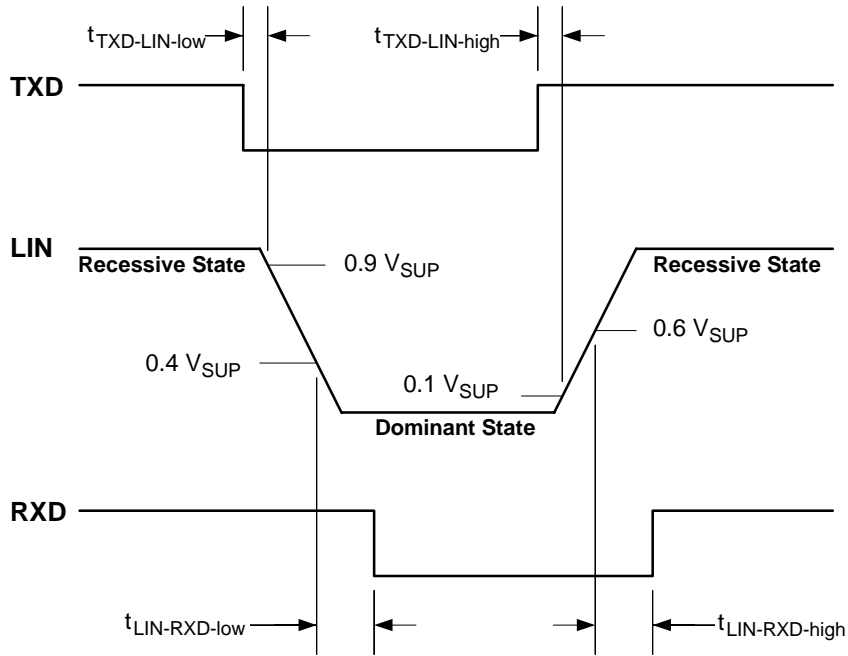 tTXD-LIN-low
tTXD-LIN-high
TXD
LIN
Recessive State
0.9 VSUP
Recessive State
0.6 VSUP
0.4 VSUP
0.1 VSUP
Dominant State
RXD
tLIN-RXD-low
tLIN-RXD-high